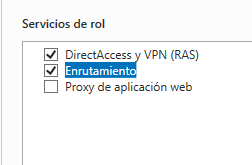 Servicios de rol
DirectAccess y VPN (RAS)
Enrutamiento
Proxy de aplicación web